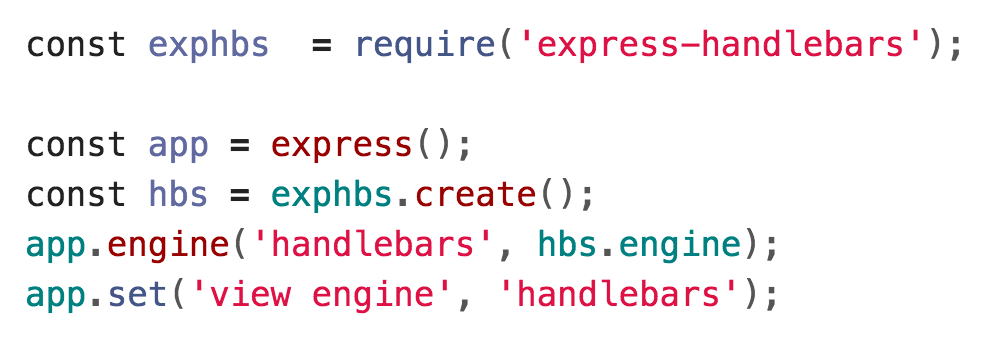 const exphbs  = require('express-handlebars');

const app = express();
const hbs = exphbs.create();
app.engine('handlebars', hbs.engine);
app.set('view engine', 'handlebars');